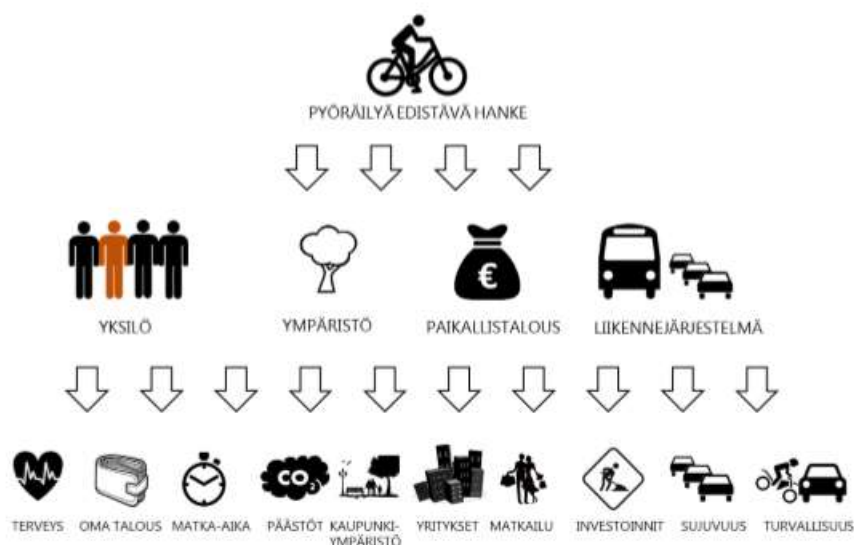 PYÖRÄILYÄ EDISTÄVÄ HANKE
€
YKSILÖ
YMPÄRISTÖ
PAIKALLISTALOUS
LIIKENNEJÄRJESTELMÄ
CO2
TERVEYS
OMA TALOUS
MATKA-AIKA
PÄÄSTÖT
KAUPUNKI-
YMPÄRISTÖ
YRITYKSET
MATKAILU
INVESTOINNIT
SUJUVUUS
TURVALLISUUS